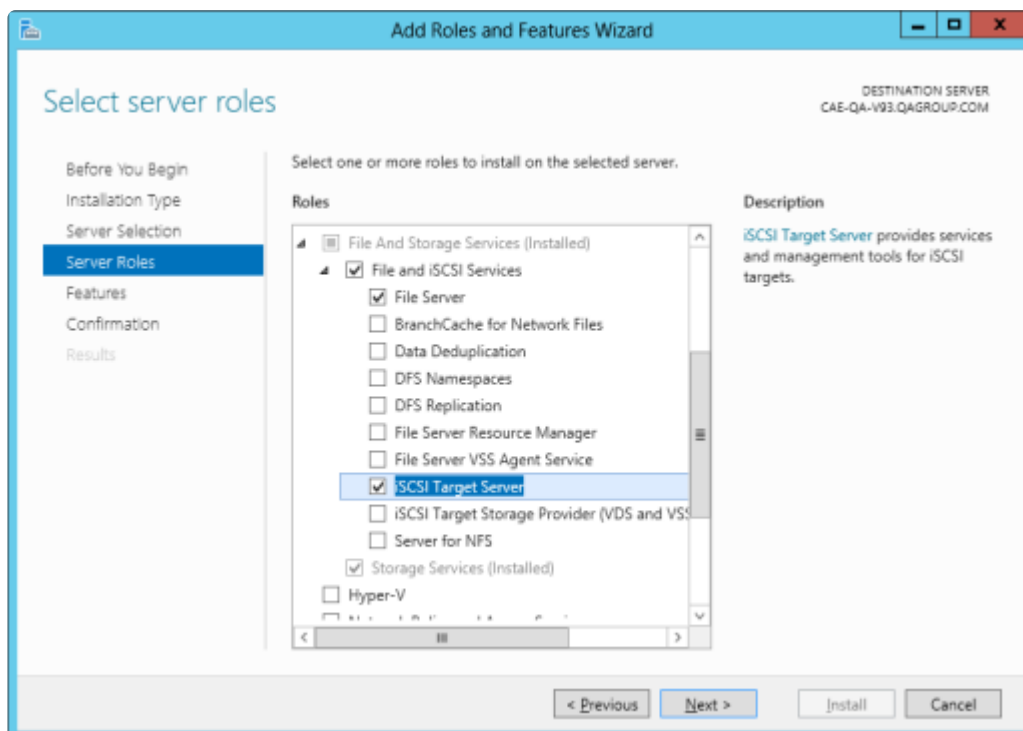 Add Roles and Features Wizard
Select server roles
DESTINATION SERVER
CAE-QA-V93.QAGROUP.COM
Before You Begin
Installation Type
Server Selection
Server Roles
Features
Confirmation
Results
Select one or more roles to install on the selected server.
Roles
File And Storage Services (Installed)
File and iSCSI Services
File Server
BranchCache for Network Files
Data Deduplication
DFS Namespaces
DFS Replication
File Server Resource Manager
File Server VSS Agent Service
iSCSI Target Server
iSCSI Target Storage Provider (VDS and VSS
Server for NFS
Storage Services (Installed)
Hyper-V
Description
iSCSI Target Server provides services
and management tools for iSCSI
targets.
< Previous
Next >
Install
Cancel